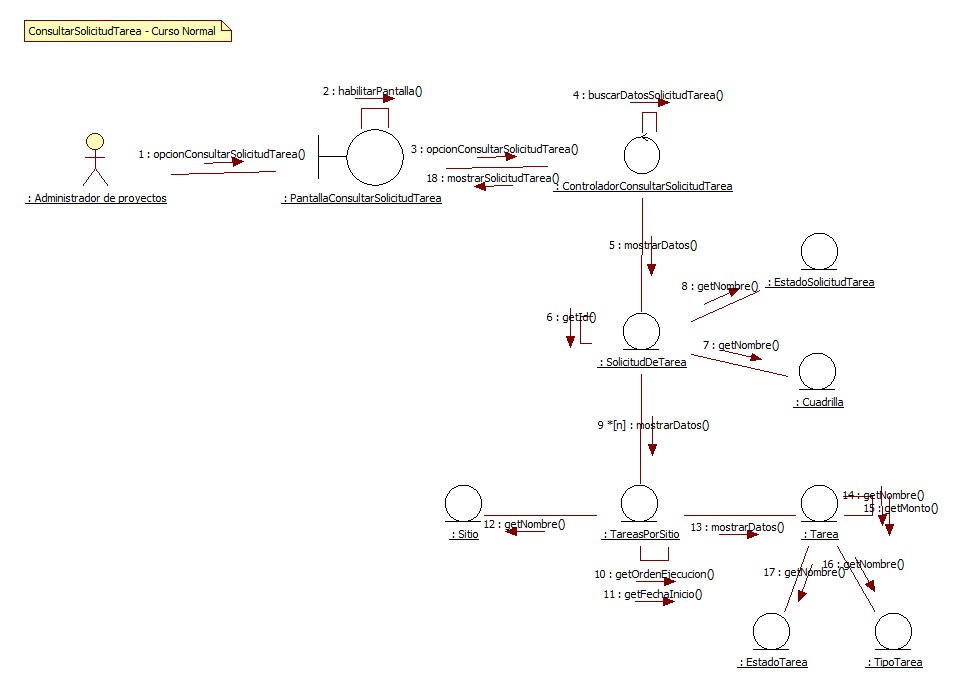 ConsultarSolicitudTarea - Curso Normal
2 : habilitarPantalla()
4 : buscarDatosSolicitudTarea()
1 : opcionConsultarSolicitudTarea()
3 : opcionConsultarSolicitudTarea()
18 : mostrarSolicitudTarea()
: Administrador de proyectos
: PantallaConsultarSolicitudTarea
: ControladorConsultarSolicitudTarea
5 : mostrarDatos()
8 : getNombre()
: EstadoSolicitudTarea
6 : getId()
7 : getNombre()
: SolicitudDeTarea
: Cuadrilla
9 *[n] : mostrarDatos()
14 : getNombre()
15 : getMonto()
12 : getNombre()
13 : mostrarDatos()
: Sitio
: TareasPorSitio
: Tarea
16 : getNombre()
17 : getNombre()
10 : getOrdenEjecucion()
11 : getFechaInicio()
: EstadoTarea
: TipoTarea